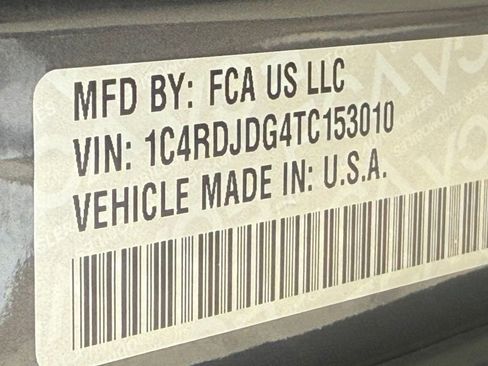 MFD BY: FCA US LLC
VIN: 1C4RDJDG4TC153010
VEHICLE MADE IN: U.S.A.